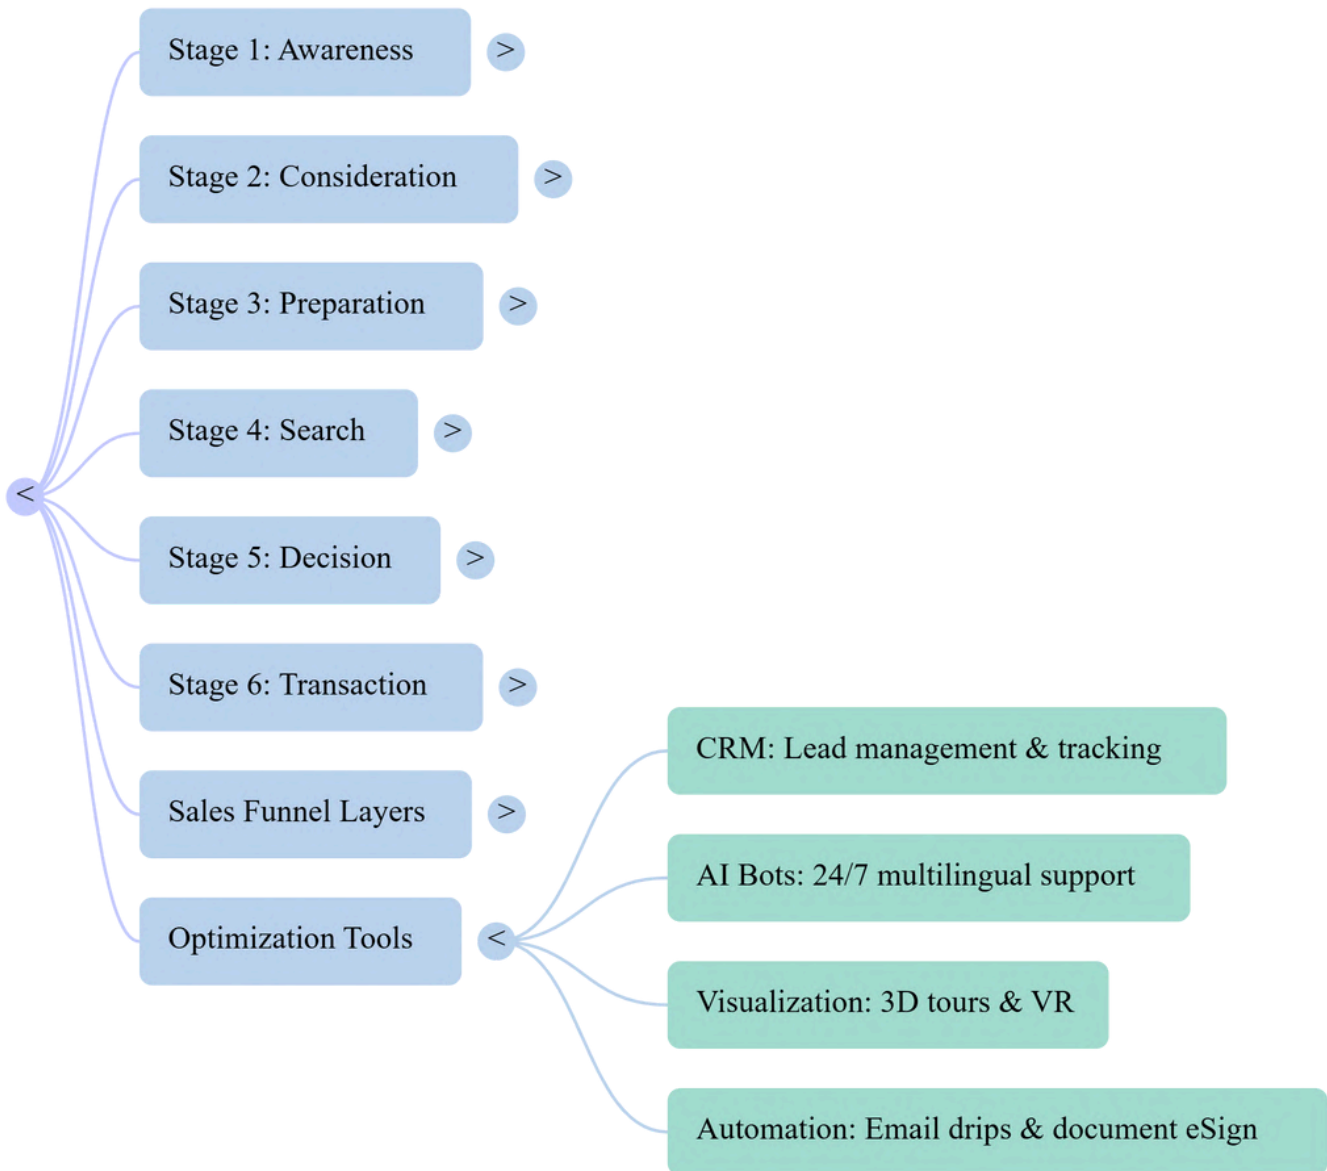 Stage 1: Awareness >
Stage 2: Consideration >
Stage 3: Preparation >
Stage 4: Search >
<
Stage 5: Decision >
Stage 6: Transaction >
CRM: Lead management & tracking
Sales Funnel Layers >
AI Bots: 24/7 multilingual support
Optimization Tools <
Visualization: 3D tours & VR
Automation: Email drips & document eSign